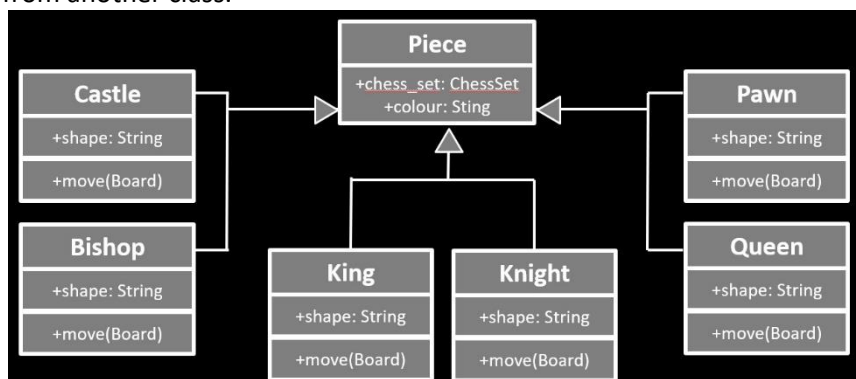 from another class.
Piece
+chess_set: ChessSet
+colour: Sting
Castle
+shape: String
+move(Board)
Bishop
+shape: String
+move(Board)
King
+shape: String
+move(Board)
Knight
+shape: String
+move(Board)
Pawn
+shape: String
+move(Board)
Queen
+shape: String
+move(Board)